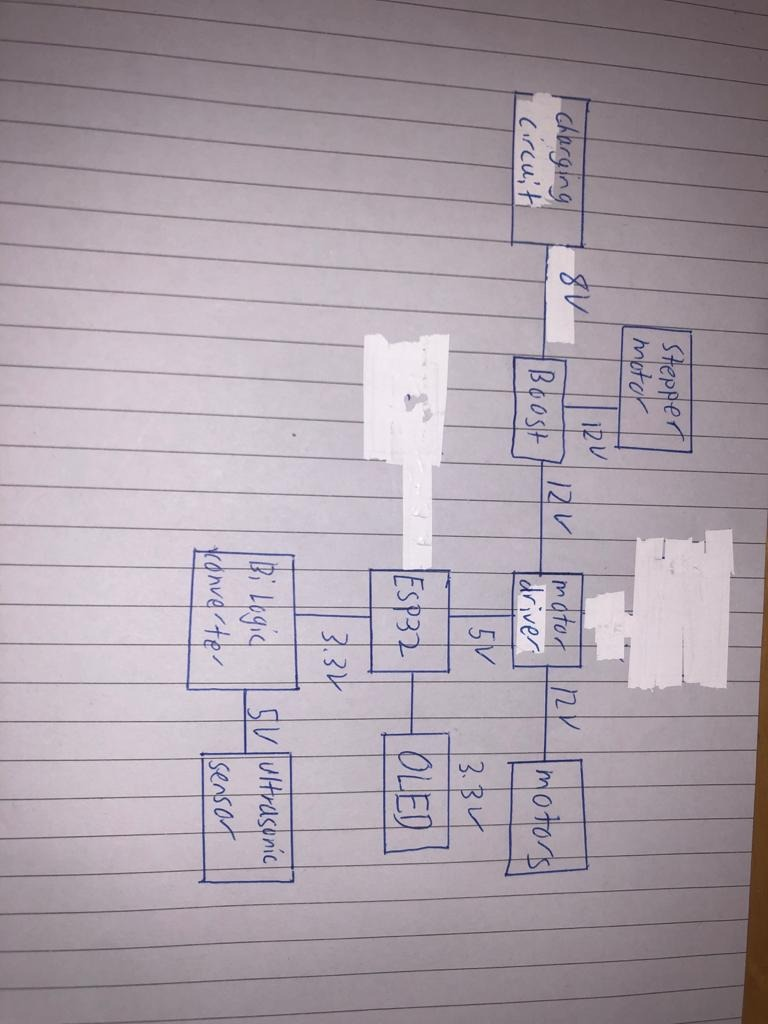 Stepper
motor
12V
charging
circuit
8V
Boost
12V
motor
driver
12V
motors
5V
ESP32
3.3V
OLED
3.3V
Bi Logic
converter
5V
ultrasonic
sensor